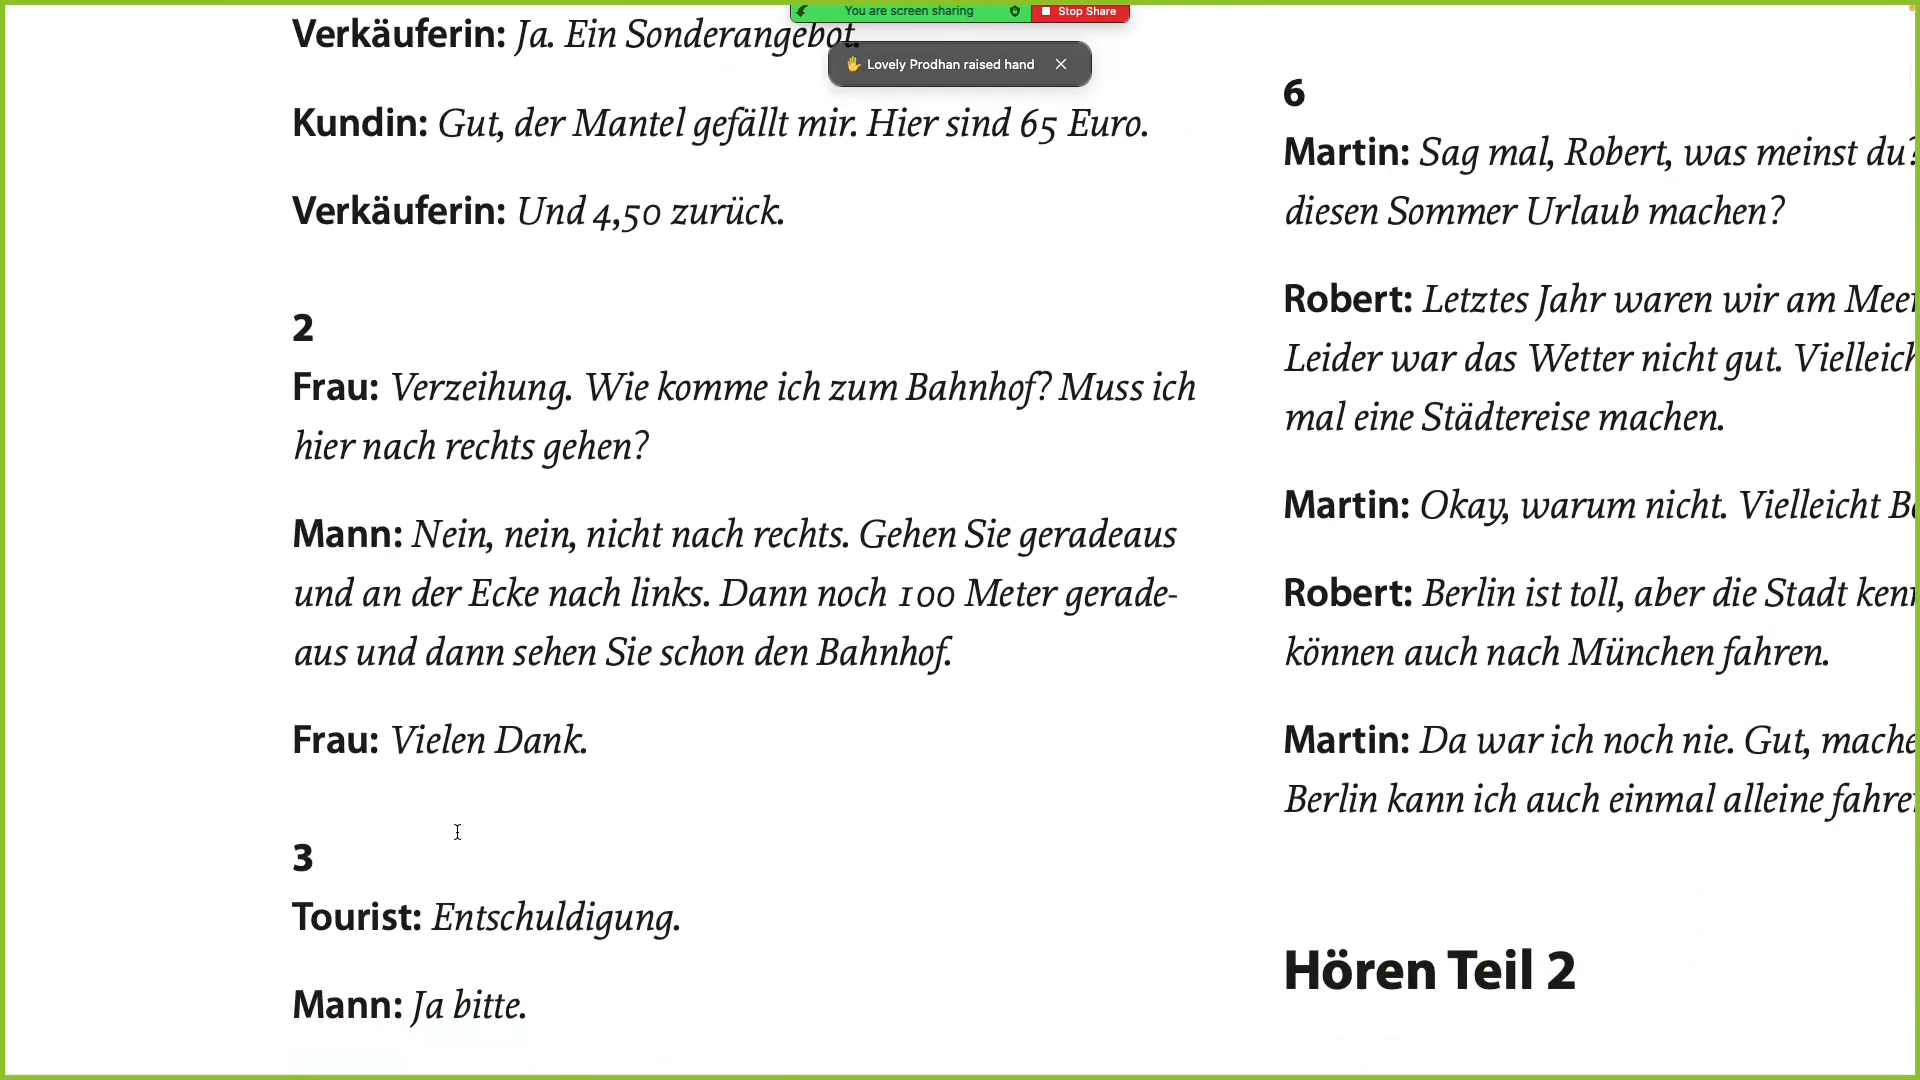 You are screen sharing
Stop Share
Lovely Prodhan raised hand
Verkäuferin: Ja. Ein Sonderangebot.
Kundin: Gut, der Mantel gefällt mir. Hier sind 65 Euro.
Verkäuferin: Und 4,50 zurück.
2
Frau: Verzeihung. Wie komme ich zum Bahnhof? Muss ich
hier nach rechts gehen?
Mann: Nein, nein, nicht nach rechts. Gehen Sie geradeaus
und an der Ecke nach links. Dann noch 100 Meter gerade-
aus und dann sehen Sie schon den Bahnhof.
Frau: Vielen Dank.
3
Tourist: Entschuldigung.
Mann: Ja bitte.
6
Martin: Sag mal, Robert, was meinst du?
diesen Sommer Urlaub machen?
Robert: Letztes Jahr waren wir am
Leider war das Wetter nicht gut.
mal eine Städtereise machen.
Martin: Okay, warum nicht. Vielleicht
Robert: Berlin ist toll, aber die Stadt
können auch nach München fahren.
Martin: Da war ich noch nie. Gut,
Berlin kann ich auch einmal alleine
Hören Teil 2